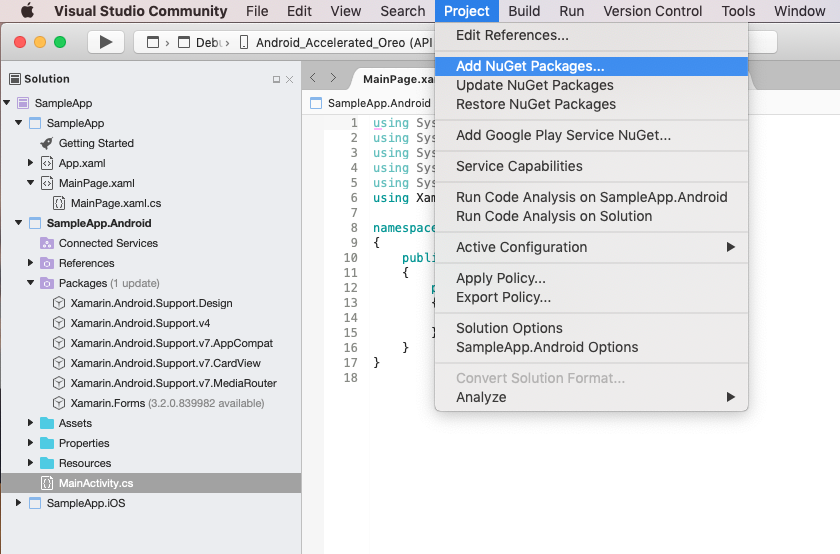 Visual Studio Community File Edit View Search Project Build Run Version Control Tools Window
Android_Accelerated_Oreo (API
Solution
SampleApp
SampleApp
Getting Started
App.xaml
MainPage.xaml
MainPage.xaml.cs
SampleApp.Android
Connected Services
References
Packages (1 update)
Xamarin.Android.Support.Design
Xamarin.Android.Support.v4
Xamarin.Android.Support.v7.AppCompat
Xamarin.Android.Support.v7.CardView
Xamarin.Android.Support.v7.MediaRouter
Xamarin.Forms (3.2.0.839982 available)
Assets
Properties
Resources
MainActivity.cs
SampleApp.iOS
MainPage.xa
SampleApp.Android
1 using Sys
2 using Sys
3 using Sys
4 using Sys
5 using Sys
6 using Xam
7
8 namespace
9 {
10 publi
11 {
12 p
13 {
14
15 }
16 }
17 }
18
Edit References...
Add NuGet Packages...
Update NuGet Packages
Restore NuGet Packages
Add Google Play Service NuGet...
Service Capabilities
Run Code Analysis on SampleApp.Android
Run Code Analysis on Solution
Active Configuration
Apply Policy...
Export Policy...
Solution Options
SampleApp.Android Options
Convert Solution Format...
Analyze